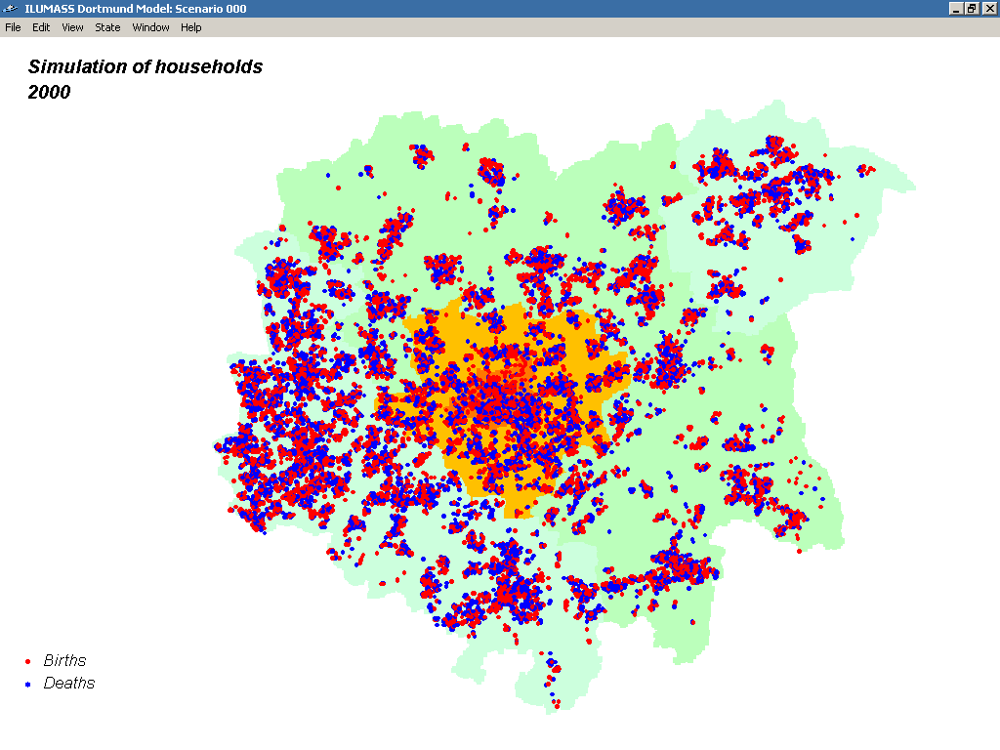 ILUMASS Dortmund Model: Scenario 000
File Edit View State Window Help
Simulation of households
2000
Births
Deaths